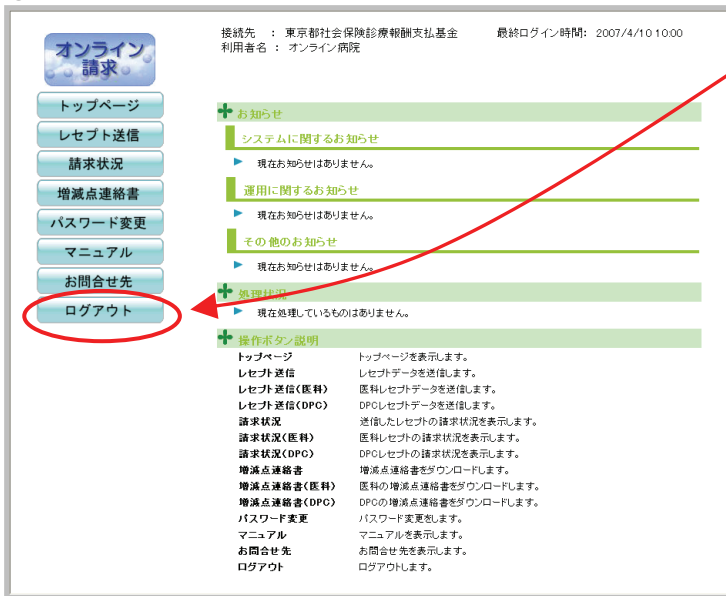 接続先 : 東京都社会保険診療報酬支払基金 最終ログイン時間: 2007/4/10 10:00
利用者名 : オンライン病院
オンライン
請求
トップページ
レセプト送信
請求状況
増減点連絡書
パスワード変更
マニュアル
お問合せ先
ログアウト
お知らせ
システムに関するお知らせ
現在お知らせはありません。
運用に関するお知らせ
現在お知らせはありません。
その他のお知らせ
現在お知らせはありません。
処理状況
現在処理しているものはありません。
操作ボタン説明
トップページ トップページを表示します。
レセプト送信 レセプトデータを送信します。
レセプト送信(医科) 医科レセプトデータを送信します。
レセプト送信(DPC) DPCレセプトデータを送信します。
請求状況 送信したレセプトの請求状況を表示します。
請求状況(医科) 医科レセプトの請求状況を表示します。
請求状況(DPC) DPCレセプトの請求状況を表示します。
増減点連絡書 増減点連絡書をダウンロードします。
増減点連絡書(医科) 医科の増減点連絡書をダウンロードします。
増減点連絡書(DPC) DPCの増減点連絡書をダウンロードします。
パスワード変更 パスワード変更をします。
マニュアル マニュアルを表示します。
お問合せ先 お問合せ先を表示します。
ログアウト ログアウトします。